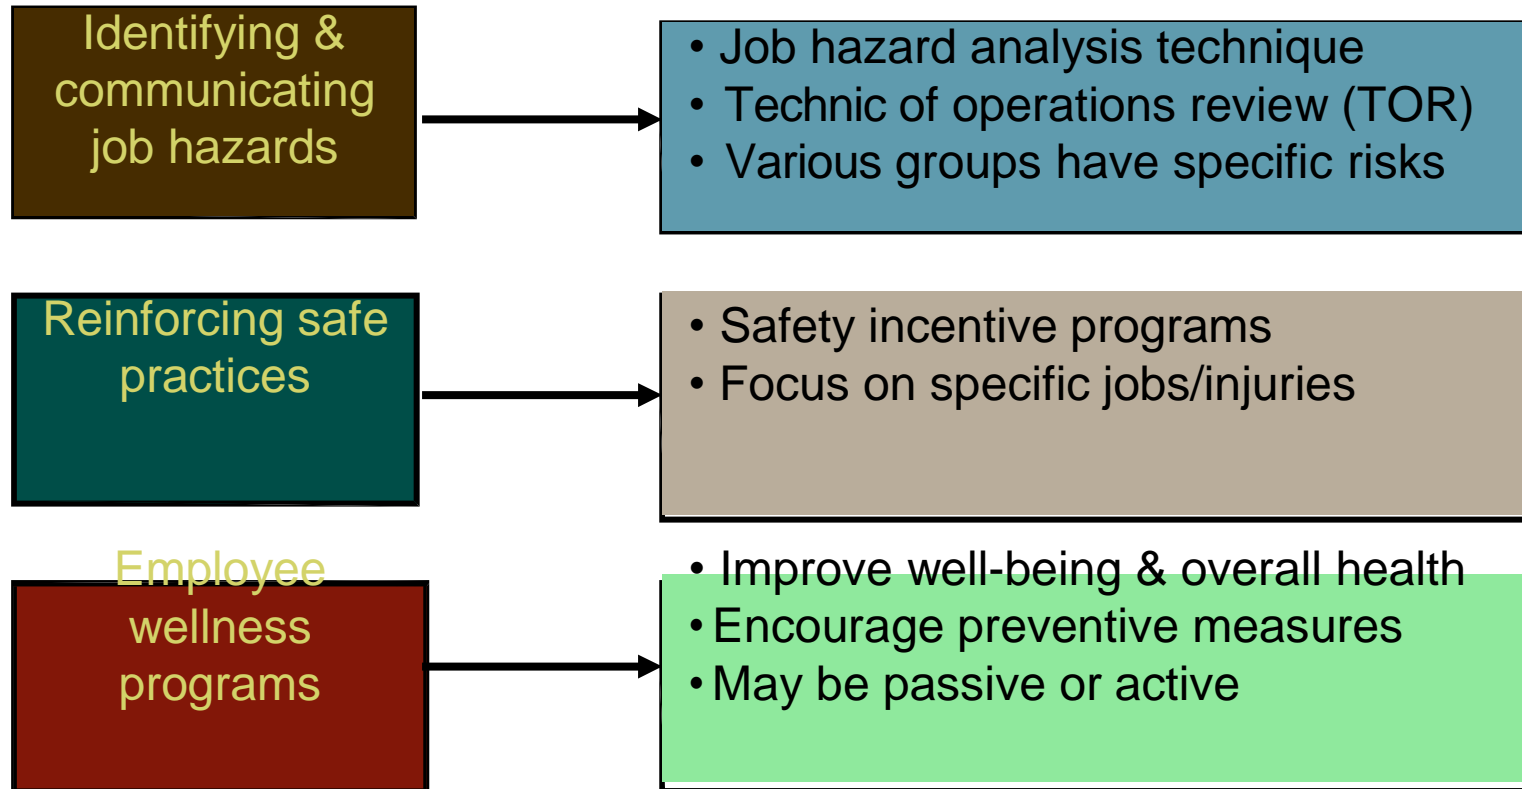 Identifying &
communicating
job hazards
• Job hazard analysis technique
• Technic of operations review (TOR)
• Various groups have specific risks
Reinforcing safe
practices
• Safety incentive programs
• Focus on specific jobs/injuries
Employee
wellness
programs
• Improve well-being & overall health
• Encourage preventive measures
• May be passive or active